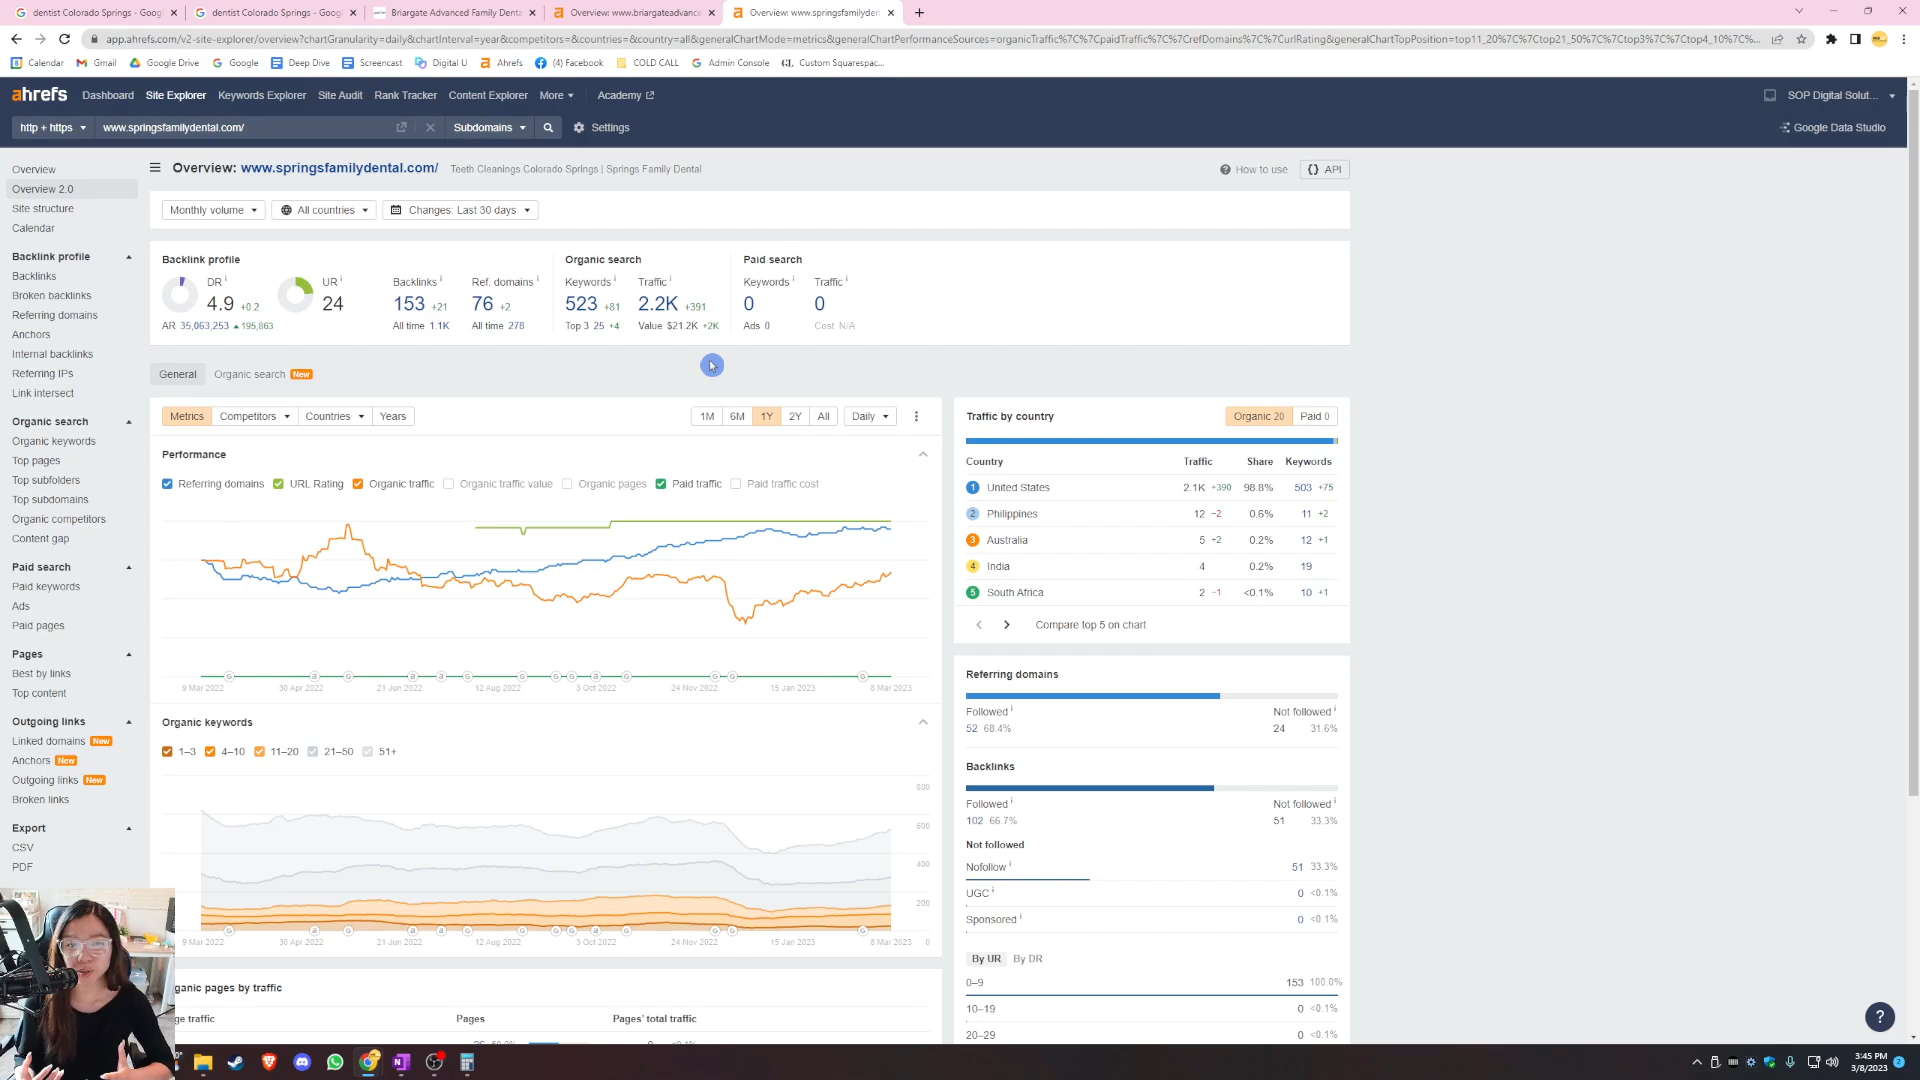 dentist Colorado Springs - Goog
dentist Colorado Springs - Goog
Briargate Advanced Family Denta
Overview: www.briargateadvance
Overview: www.springsfamilyden
app.ahrefs.com/v2-site-explorer/overview?chartGranularity=daily&chartInterval=year&competitors=&countries=&country=all&generalChartMode=metrics&generalChartPerformanceSources=organicTraffic%7C%7CpaidTraffic%7C%7CrefDomains%7C%7CurlRating&generalChartTopPosition=top11_20%7C%7Ctop21_50%7C%7Ctop3%7C%7Ctop4_10%7C%...
Calendar Gmail Google Drive Google Deep Dive Screencast Digital U Ahrefs (4) Facebook COLD CALL Admin Console Custom Squarespac...
ahrefs Dashboard Site Explorer Keywords Explorer Site Audit Rank Tracker Content Explorer More Academy SOP Digital Solut...
http + https www.springsfamilydental.com/ Subdomains Settings Google Data Studio
Overview
Overview 2.0
Site structure
Calendar
Backlink profile
Backlinks
Broken backlinks
Referring domains
Anchors
Internal backlinks
Referring IPs
Link intersect
Organic search
Organic keywords
Top pages
Top subfolders
Top subdomains
Organic competitors
Content gap
Paid search
Paid keywords
Ads
Paid pages
Pages
Best by links
Top content
Outgoing links
Linked domains New
Anchors New
Outgoing links New
Broken links
Export
CSV
PDF
Overview: www.springsfamilydental.com/ Teeth Cleanings Colorado Springs | Springs Family Dental How to use {} API
Monthly volume All countries Changes: Last 30 days
Backlink profile Organic search Paid search
DR UR Backlinks Ref. domains Keywords Traffic Keywords Traffic
4.9 +0.2 24 153 +21 76 +2 523 +81 2.2K +391 0 0
AR 35,063,253 195,863 All time 1.1K All time 278 Top 3 25 +4 Value $21.2K +2K Ads 0 Cost N/A
General Organic search New
Metrics Competitors Countries Years 1M 6M 1Y 2Y All Daily
Performance
Referring domains URL Rating Organic traffic Organic traffic value Organic pages Paid traffic Paid traffic cost
9 Mar 2022 30 Apr 2022 21 Jun 2022 12 Aug 2022 3 Oct 2022 24 Nov 2022 15 Jan 2023 8 Mar 2023
Organic keywords
1–3 4–10 11–20 21–50 51+
800
600
400
200
9 Mar 2022 30 Apr 2022 21 Jun 2022 12 Aug 2022 3 Oct 2022 24 Nov 2022 15 Jan 2023 8 Mar 2023 0
ganic pages by traffic
ge traffic Pages Pages' total traffic
Traffic by country Organic 20 Paid 0
Country Traffic Share Keywords
1 United States 2.1K +390 98.8% 503 +75
2 Philippines 12 −2 0.6% 11 +2
3 Australia 5 +2 0.2% 12 +1
4 India 4 0.2% 19
5 South Africa 2 −1 <0.1% 10 +1
Compare top 5 on chart
Referring domains
Followed Not followed
52 68.4% 24 31.6%
Backlinks
Followed Not followed
102 66.7% 51 33.3%
Not followed
Nofollow 51 33.3%
UGC 0 <0.1%
Sponsored 0 <0.1%
By UR By DR
0–9 153 100.0%
10–19 0 <0.1%
20–29 0 <0.1%
?
3:45 PM
3/8/2023
2